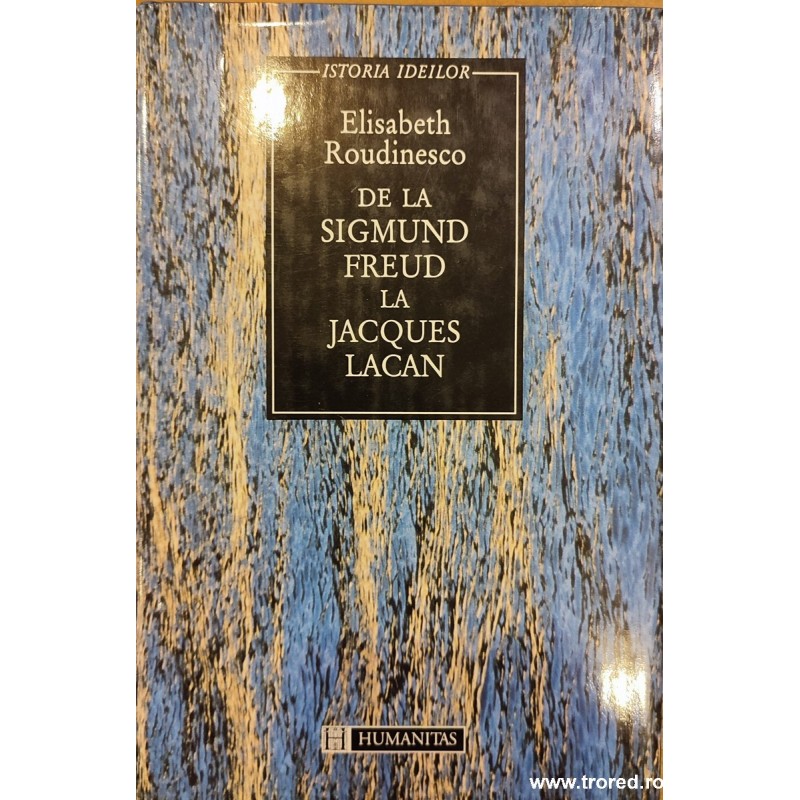 ISTORIA IDEILOR
Elisabeth
Roudinesco
DE LA
SIGMUND
FREUD
LA
JACQUES
LACAN
H HUMANITAS
www.trored.ro